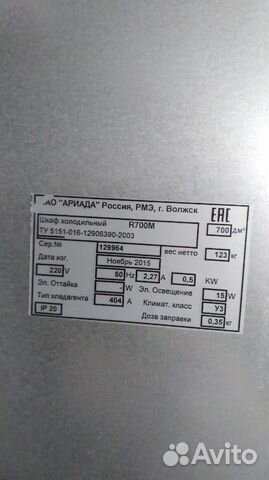 АО "АРИАДА" Россия, РМЭ, г. Волжск
Шкаф холодильный R700M 700 дм³
ТУ 5151-016-12906390-2003
EAC
Сер.№ 129964 вес нетто 123 кг
Дата изг. Ноябрь 2015
220 V 50 Hz 2,27 A 0,5 KW
Эл. Оттайка - W Эл. Освещение 15 W
Тип хладагента 404 A Климат. класс У3
IP 20 Доза заправки 0,35 кг
Avito